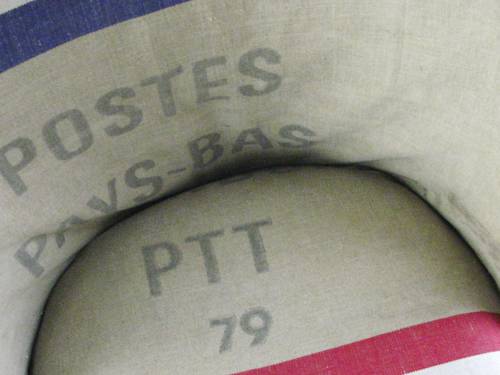 POSTES
PAYS-BAS
PTT
79